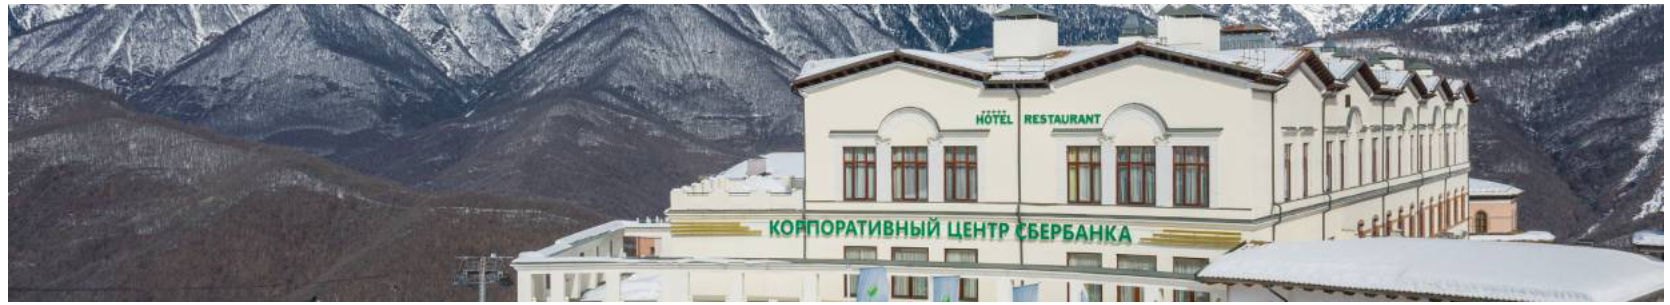 HOTEL RESTAURANT
КОРПОРАТИВНЫЙ ЦЕНТР СБЕРБАНКА